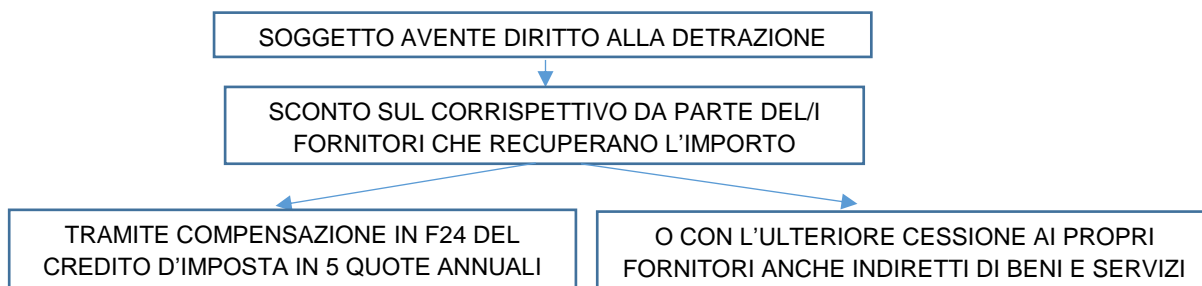 SOGGETTO AVENTE DIRITTO ALLA DETRAZIONE
SCONTO SUL CORRISPETTIVO DA PARTE DEL/I
FORNITORI CHE RECUPERANO L'IMPORTO
TRAMITE COMPENSAZIONE IN F24 DEL
CREDITO D'IMPOSTA IN 5 QUOTE ANNUALI
O CON L'ULTERIORE CESSIONE AI PROPRI
FORNITORI ANCHE INDIRETTI DI BENI E SERVIZI